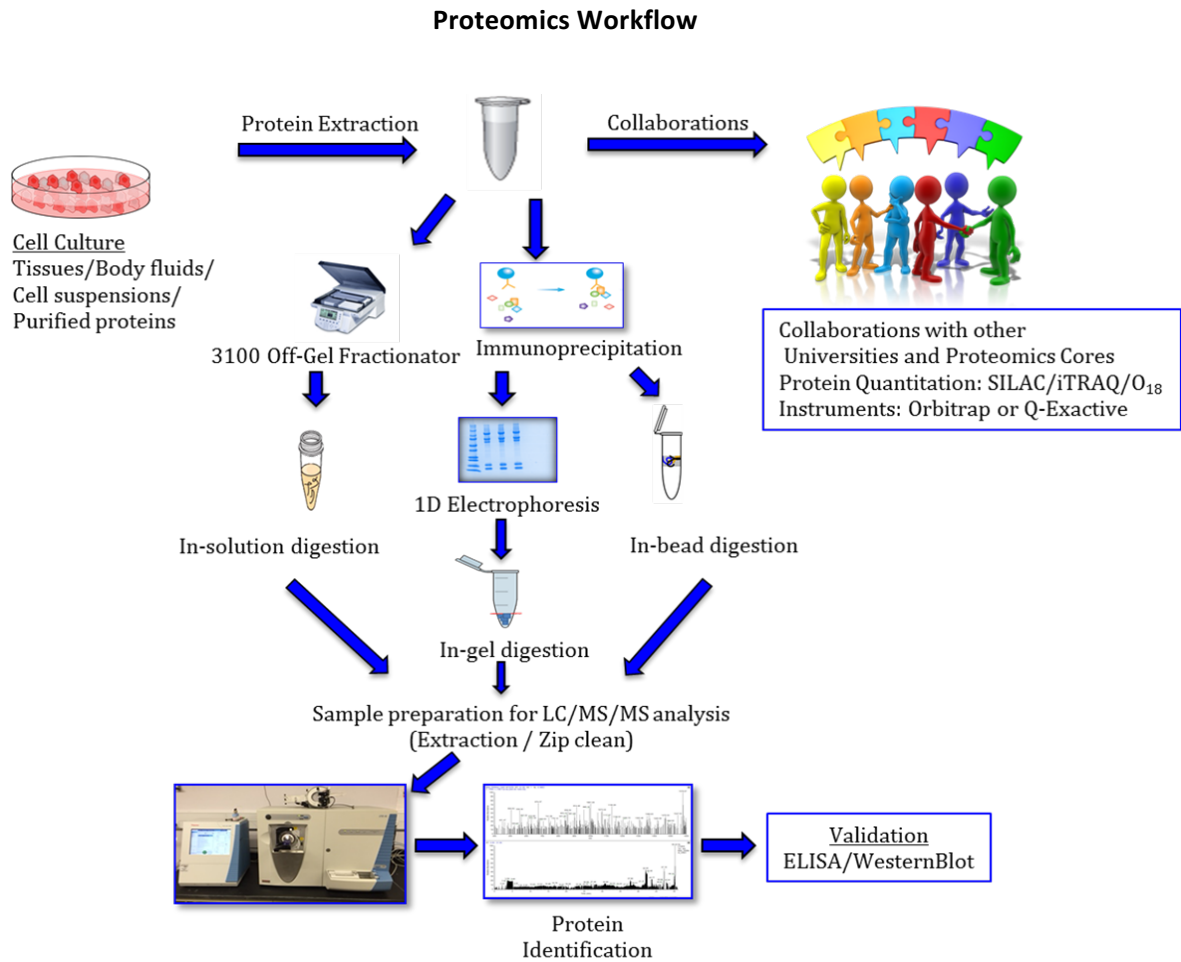 Proteomics Workflow
Protein Extraction
Collaborations
Cell Culture
Tissues/Body fluids/
Cell suspensions/
Purified proteins
3100 Off-Gel Fractionator
Immunoprecipitation
Collaborations with other
Universities and Proteomics Cores
Protein Quantitation: SILAC/iTRAQ/O₁₈
Instruments: Orbitrap or Q-Exactive
1D Electrophoresis
In-solution digestion
In-bead digestion
In-gel digestion
Sample preparation for LC/MS/MS analysis
(Extraction / Zip clean)
Validation
ELISA/WesternBlot
Protein
Identification